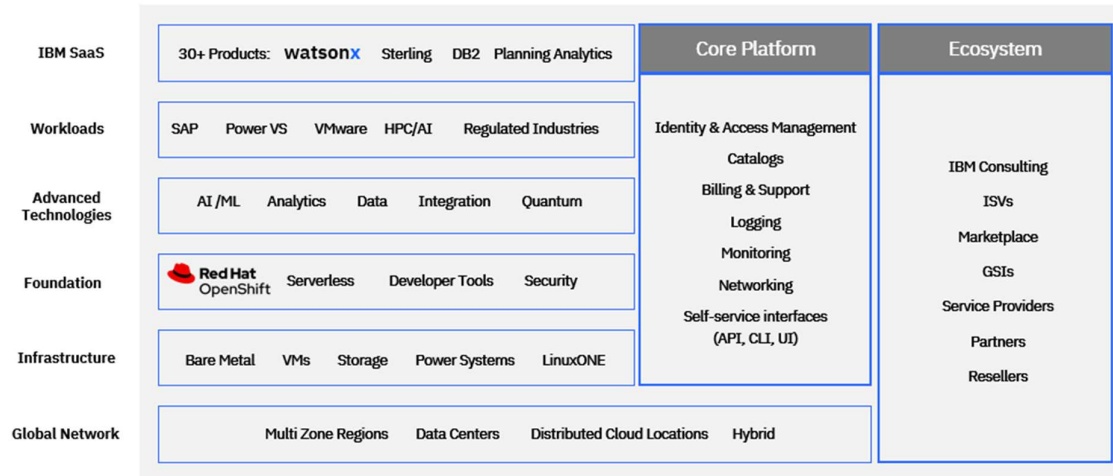 IBM SaaS
30+ Products: watsonx Sterling DB2 Planning Analytics
Workloads
SAP Power VS VMware HPC/AI Regulated Industries
Advanced
Technologies
AI /ML Analytics Data Integration Quantum
Foundation
Red Hat
OpenShift
Serverless Developer Tools Security
Infrastructure
Bare Metal VMs Storage Power Systems LinuxONE
Global Network
Multi Zone Regions Data Centers Distributed Cloud Locations Hybrid
Core Platform
Identity & Access Management
Catalogs
Billing & Support
Logging
Monitoring
Networking
Self-service interfaces
(API, CLI, UI)
Ecosystem
IBM Consulting
ISVs
Marketplace
GSIs
Service Providers
Partners
Resellers